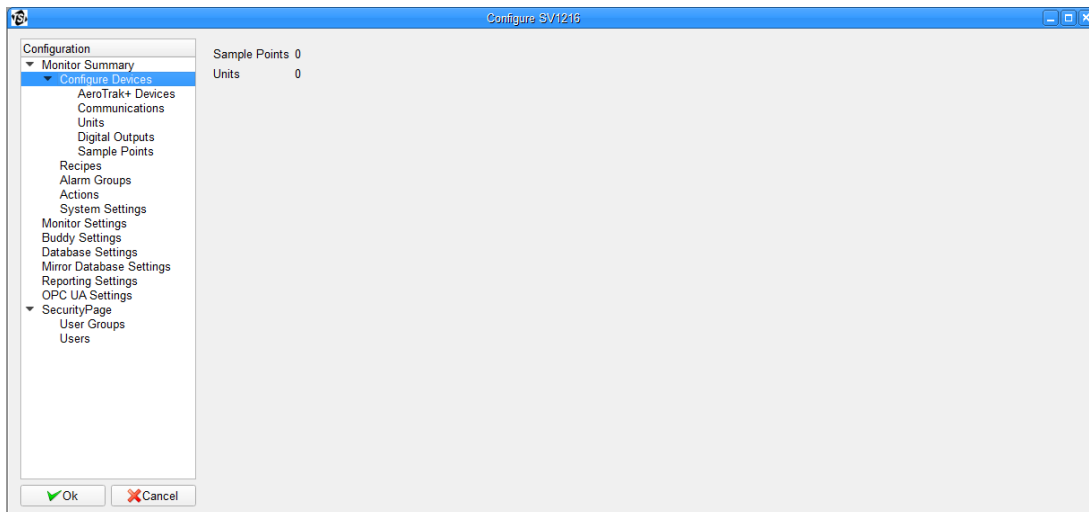 TSI
Configure SV1216
Configuration
Monitor Summary
Configure Devices
AeroTrak+ Devices
Communications
Units
Digital Outputs
Sample Points
Recipes
Alarm Groups
Actions
System Settings
Monitor Settings
Buddy Settings
Database Settings
Mirror Database Settings
Reporting Settings
OPC UA Settings
SecurityPage
User Groups
Users
Ok Cancel
Sample Points 0
Units 0